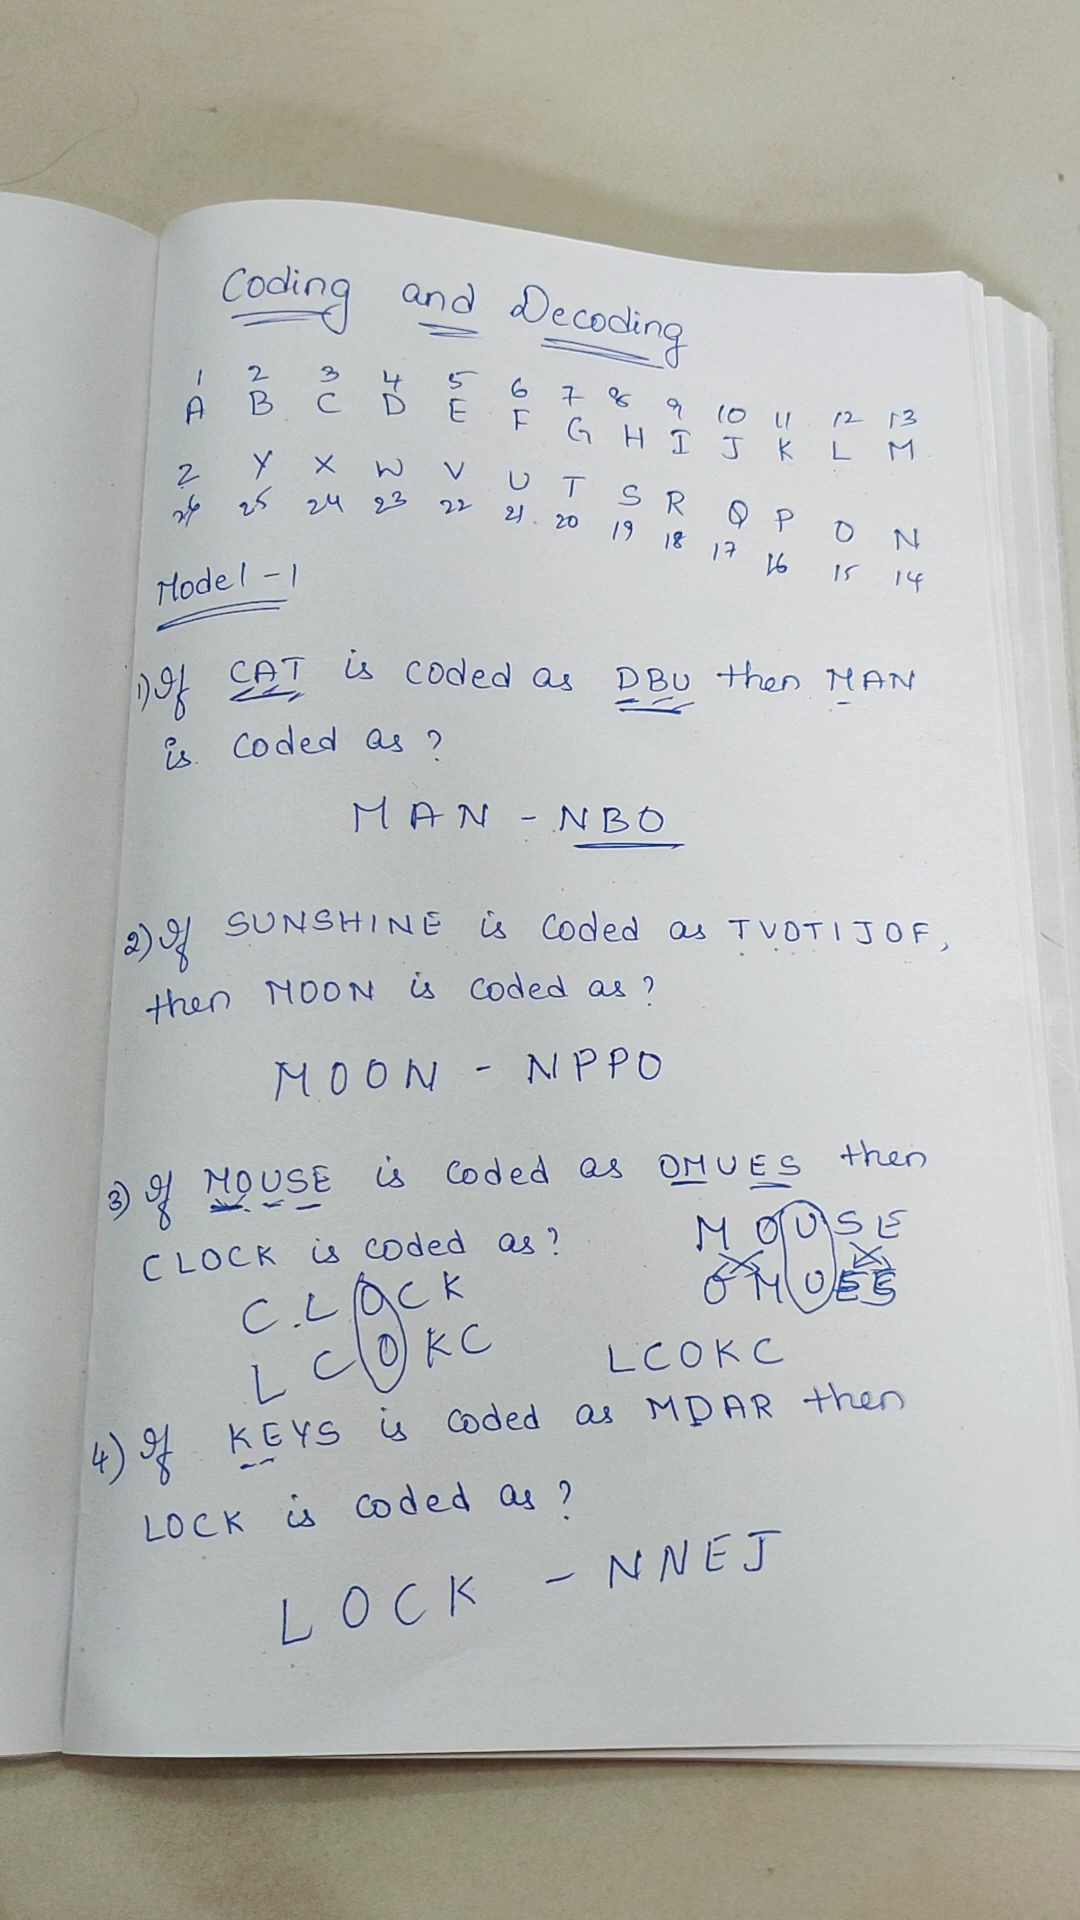 Coding and Decoding
1 2 3 4 5 6 7 8 9 10 11 12 13
A B C D E F G H I J K L M
Z Y X W V U T S R Q P O N
26 25 24 23 22 21 20 19 18 17 16 15 14
Model-1
1) If CAT is coded as DBU then MAN
is coded as?
MAN - NBO
2) If SUNSHINE is coded as TVOTIJOF,
then MOON is coded as?
MOON - NPPO
3) If MOUSE is coded as OMUES then
CLOCK is coded as?
MOUSE
OMUES
C.LOCK
LCOKC
LCOKC
4) If KEYS is coded as MDAR then
LOCK is coded as?
LOCK - NNEJ